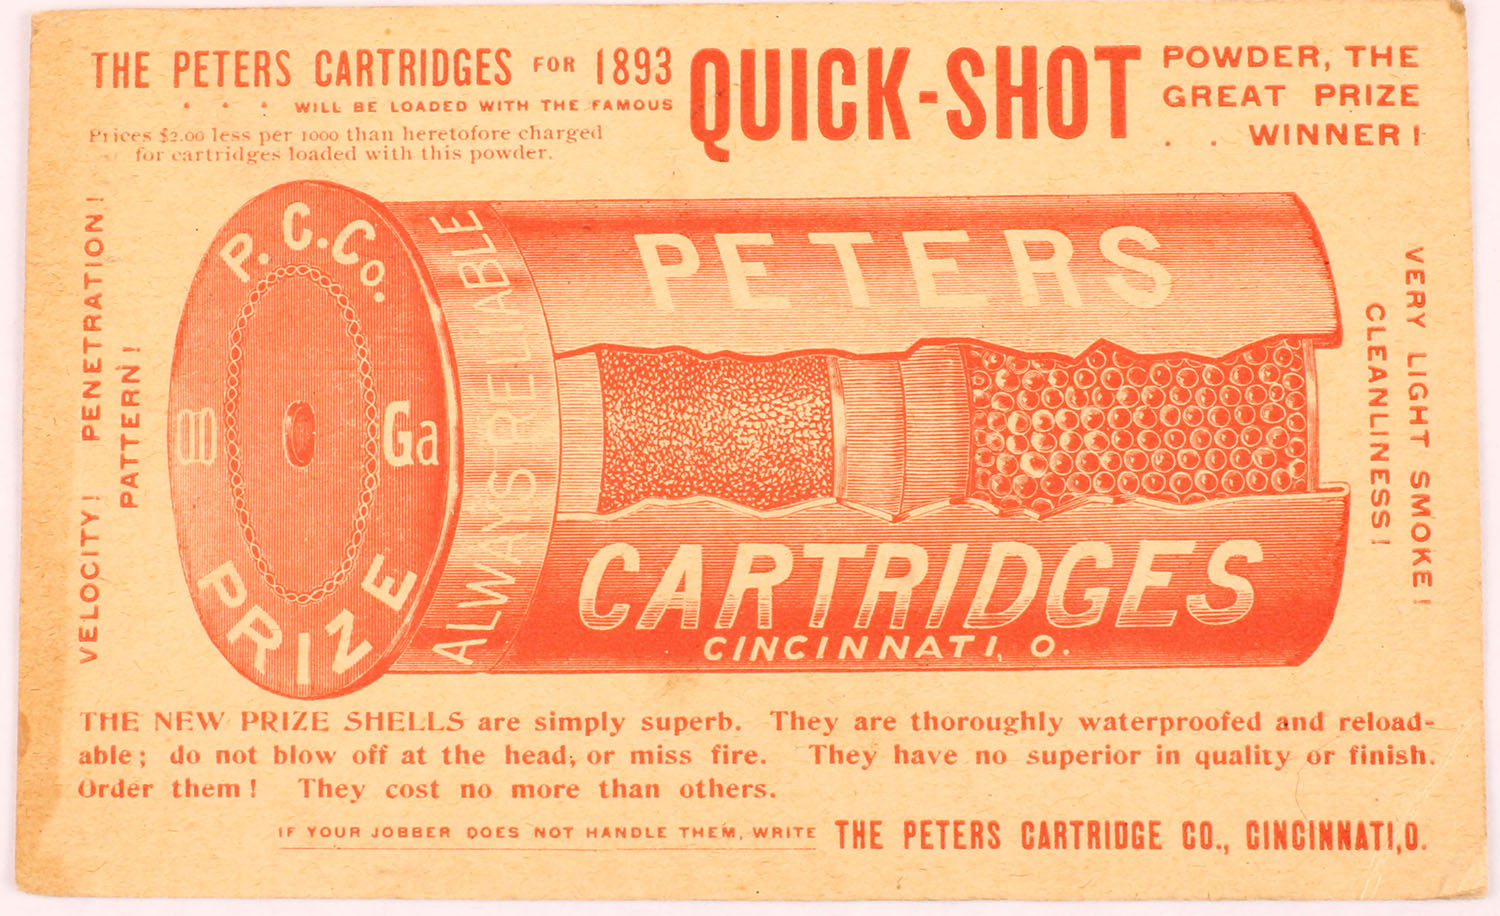 THE PETERS CARTRIDGES FOR 1893
WILL BE LOADED WITH THE FAMOUS
Prices $2.00 less per 1000 than heretofore charged
for cartridges loaded with this powder.
QUICK-SHOT
POWDER, THE
GREAT PRIZE
. . WINNER!
VELOCITY! PENETRATION!
PATTERN!
P. C. Co.
Ga
PRIZE
ALWAYS RELIABLE
PETERS
CARTRIDGES
CINCINNATI, O.
VERY LIGHT SMOKE!
CLEANLINESS!
THE NEW PRIZE SHELLS are simply superb. They are thoroughly waterproofed and reload-
able; do not blow off at the head, or miss fire. They have no superior in quality or finish.
Order them! They cost no more than others.
IF YOUR JOBBER DOES NOT HANDLE THEM, WRITE THE PETERS CARTRIDGE CO., CINCINNATI, O.